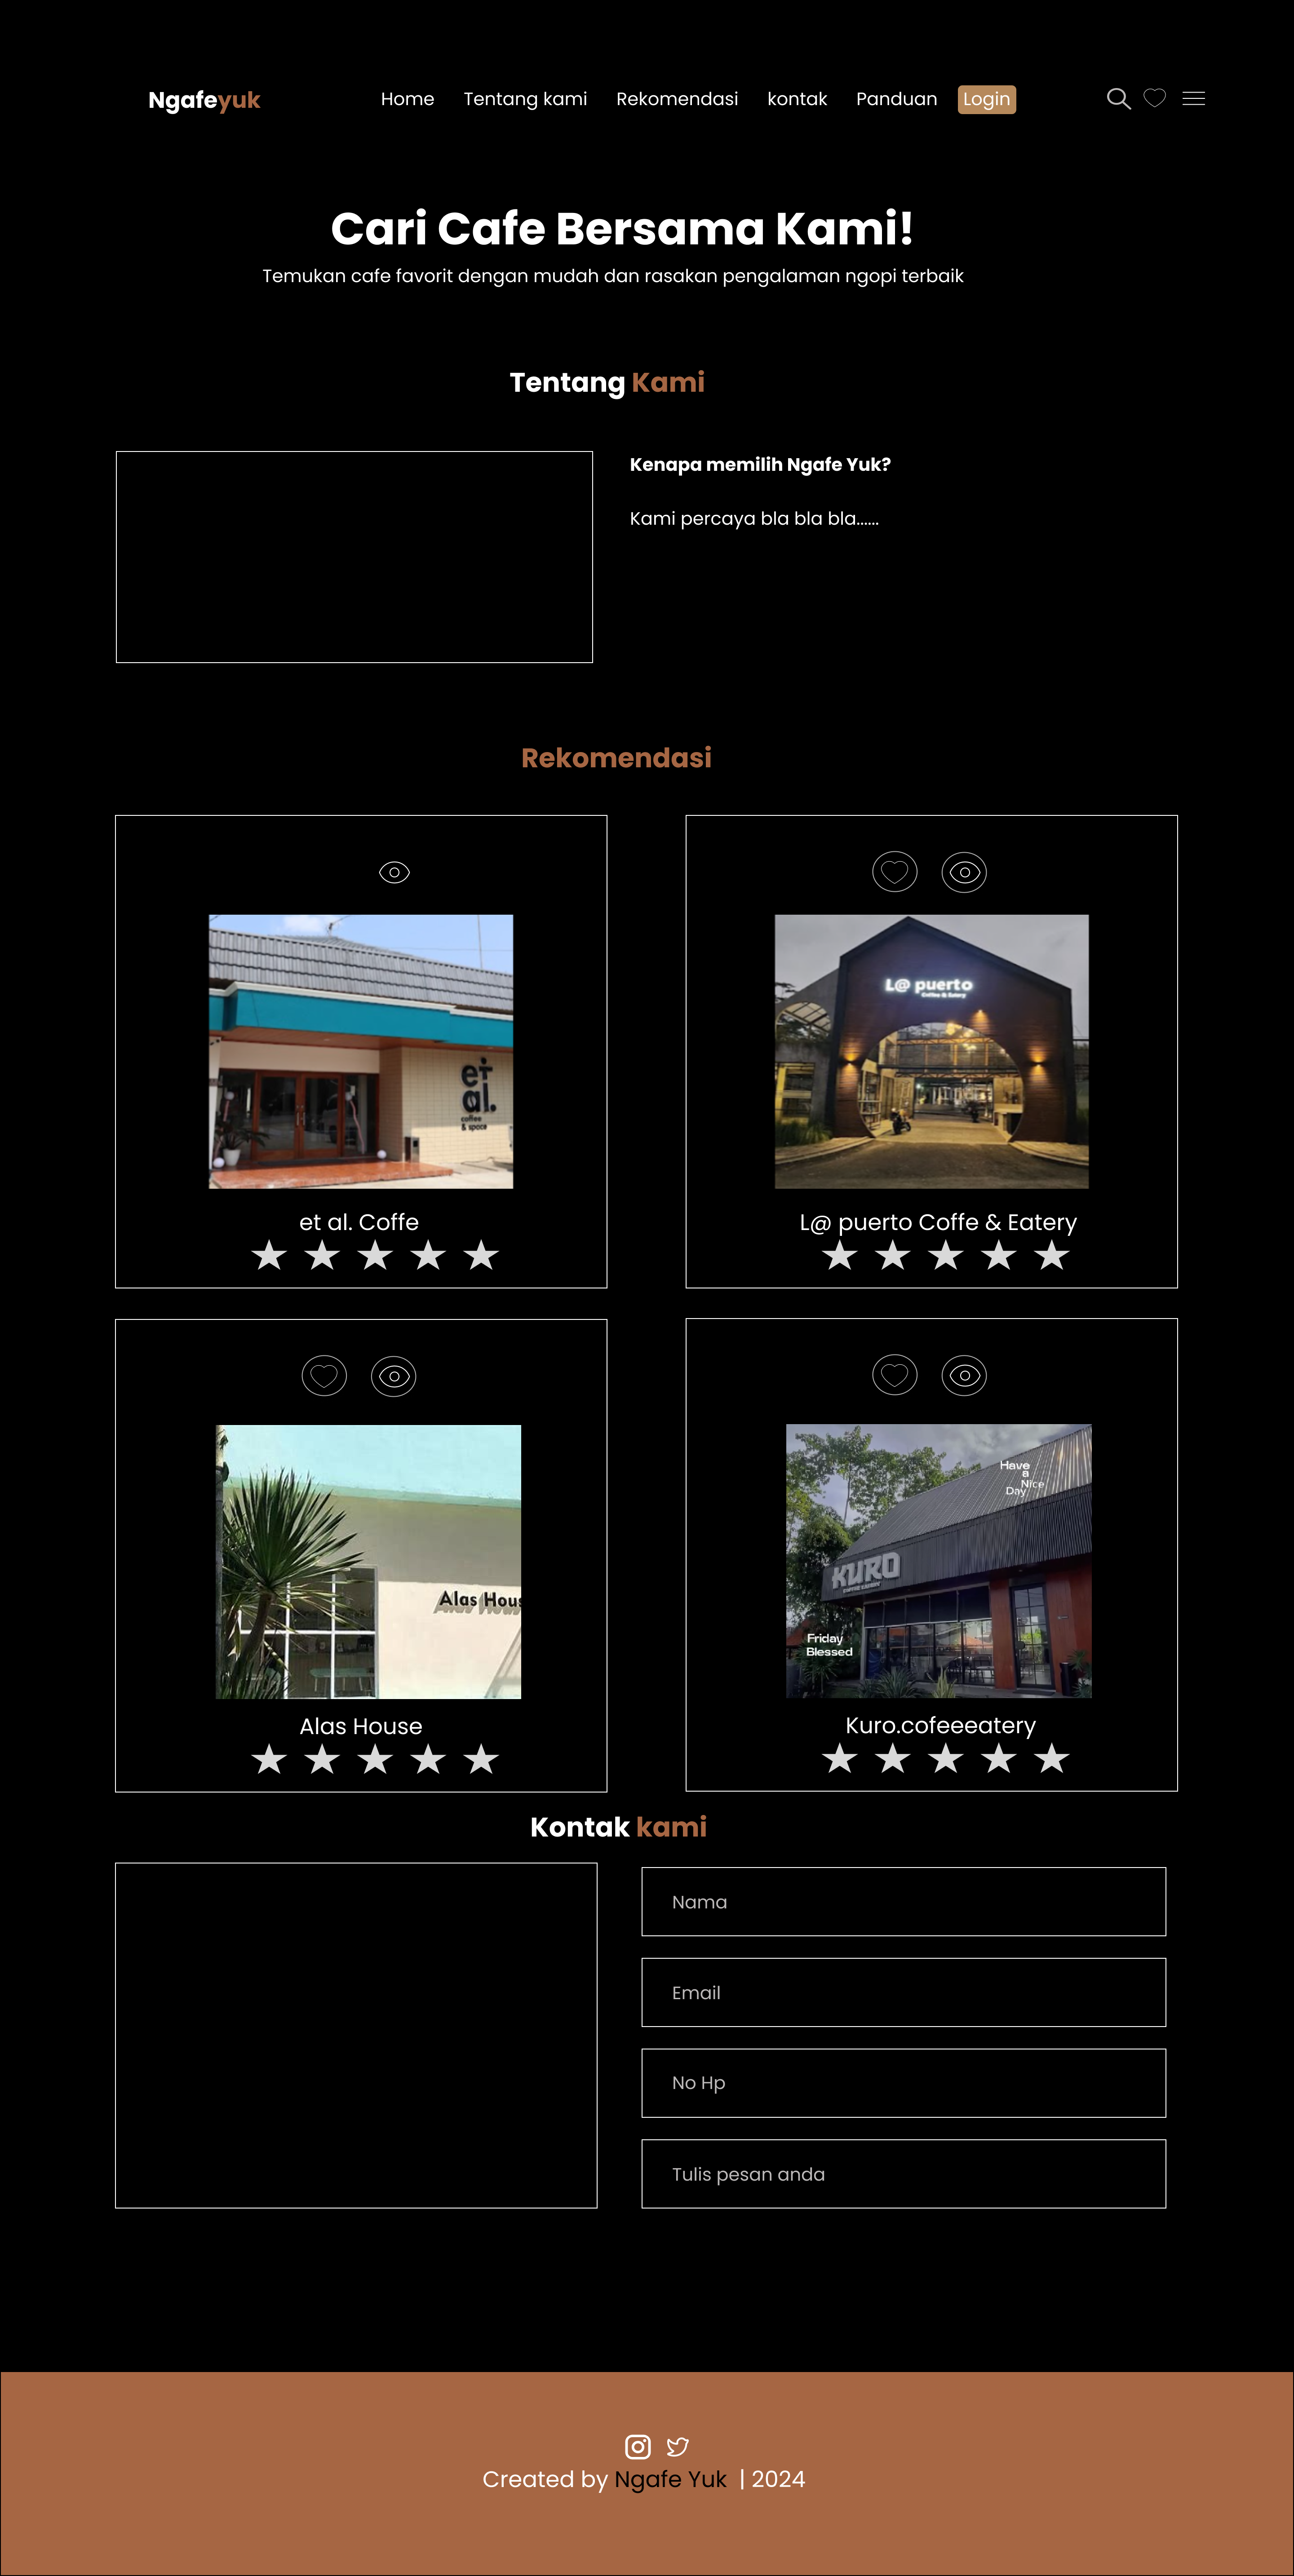 Ngafeyuk
Home Tentang kami Rekomendasi kontak Panduan Login
Cari Cafe Bersama Kami!
Temukan cafe favorit dengan mudah dan rasakan pengalaman ngopi terbaik
Tentang Kami
Kenapa memilih Ngafe Yuk?
Kami percaya bla bla bla......
Rekomendasi
et
al.
coffee
& space
et al. Coffe
L@ puerto
Coffee & Eatery
L@ puerto Coffe & Eatery
Alas Hous
Alas House
Have
a
Nice
Day
KURO
Friday
Blessed
Kuro.cofeeeatery
Kontak kami
Nama
Email
No Hp
Tulis pesan anda
Created by Ngafe Yuk | 2024